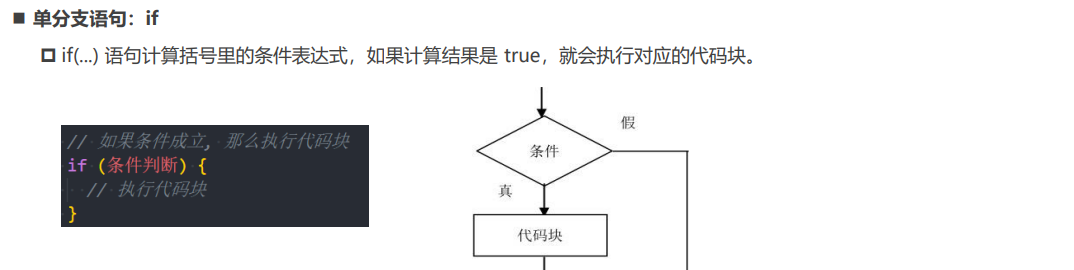 单分支语句：if
if(...) 语句计算括号里的条件表达式，如果计算结果是 true，就会执行对应的代码块。
// 如果条件成立, 那么执行代码块
if (条件判断) {
// 执行代码块
}
假
条件
真
代码块